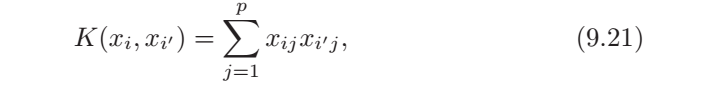 K(x_i, x_{i′}) = \sum_{j=1}^{p} x_{ij}x_{i′j},    (9.21)